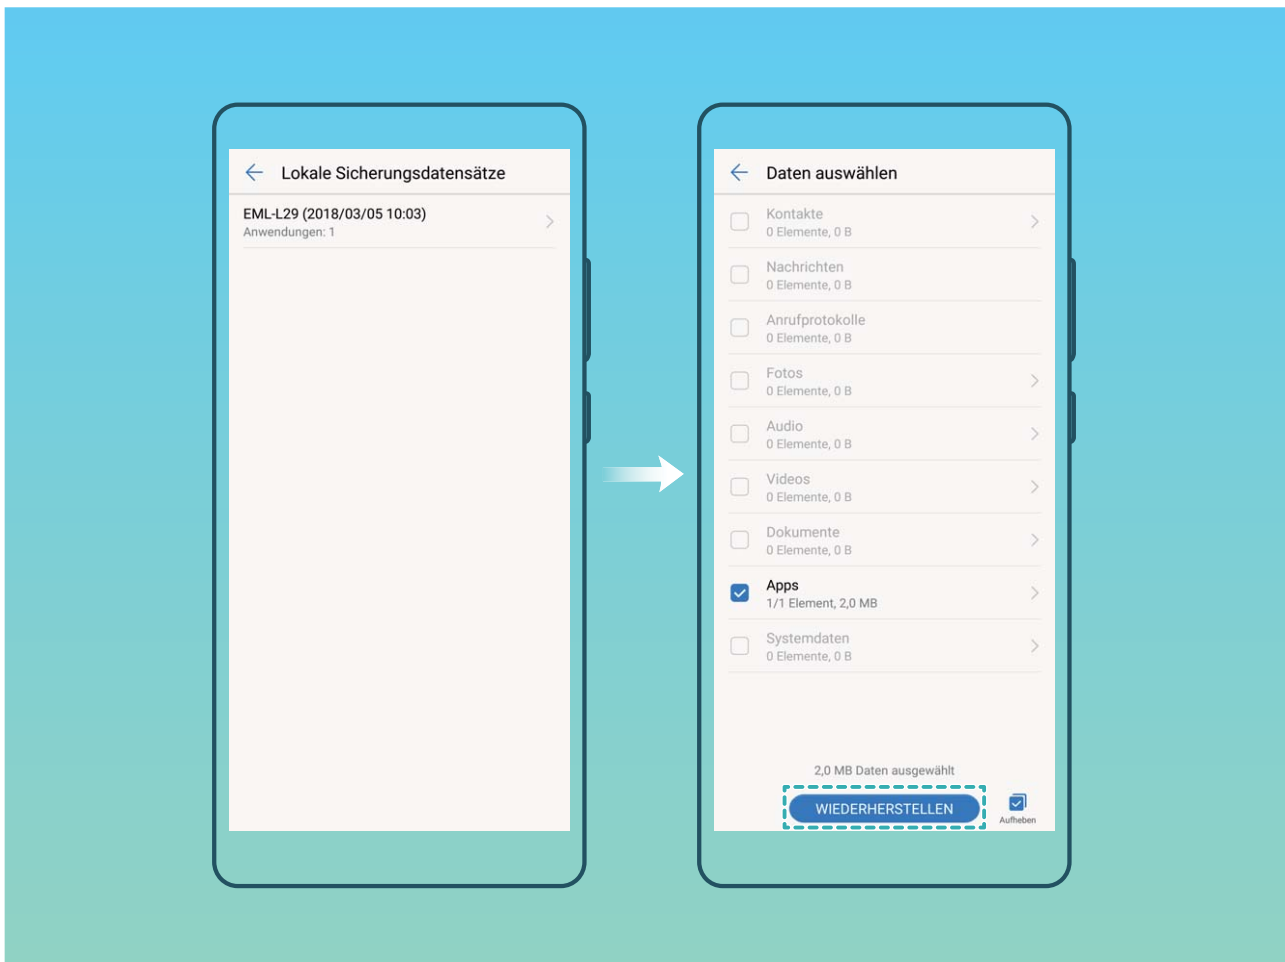 Lokale Sicherungsdatensätze
EML-L29 (2018/03/05 10:03)
Anwendungen: 1
Daten auswählen
Kontakte
0 Elemente, 0 B
Nachrichten
0 Elemente, 0 B
Anrufprotokolle
0 Elemente, 0 B
Fotos
0 Elemente, 0 B
Audio
0 Elemente, 0 B
Videos
0 Elemente, 0 B
Dokumente
0 Elemente, 0 B
Apps
1/1 Element, 2,0 MB
Systemdaten
0 Elemente, 0 B
2,0 MB Daten ausgewählt
WIEDERHERSTELLEN
Aufheben